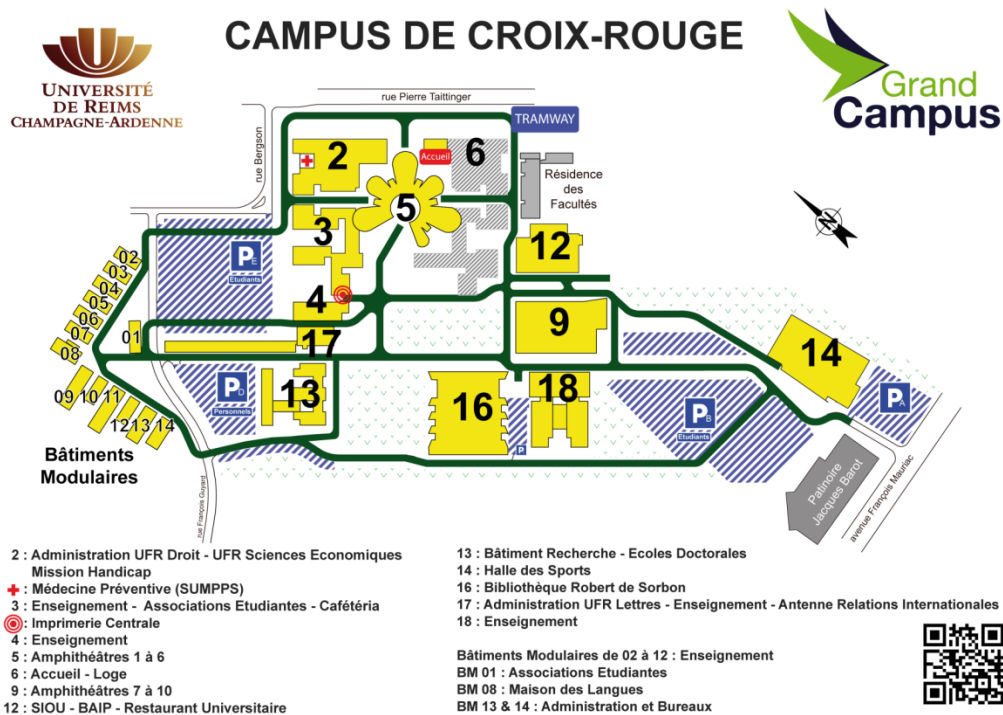 CAMPUS DE CROIX-ROUGE
UNIVERSITÉ
DE REIMS
CHAMPAGNE-ARDENNE
Grand
Campus
rue Pierre Taittinger
TRAMWAY
rue Bergson
2
Accueil
6
Résidence
des
Facultés
5
3
12
N
PE
Etudiants
02
03
04
05
06
07
08
01
4
9
17
14
09
10
11
12
13
14
PD
Personnels
13
16
18
P
PB
Etudiants
PA
Bâtiments
Modulaires
Patinoire
Jacques Barot
avenue François Mauriac
rue François Guyard
2 : Administration UFR Droit - UFR Sciences Economiques
Mission Handicap
: Médecine Préventive (SUMPPS)
3 : Enseignement - Associations Etudiantes - Cafétéria
: Imprimerie Centrale
4 : Enseignement
5 : Amphithéâtres 1 à 6
6 : Accueil - Loge
9 : Amphithéâtres 7 à 10
12 : SIOU - BAIP - Restaurant Universitaire
13 : Bâtiment Recherche - Ecoles Doctorales
14 : Halle des Sports
16 : Bibliothèque Robert de Sorbon
17 : Administration UFR Lettres - Enseignement - Antenne Relations Internationales
18 : Enseignement
Bâtiments Modulaires de 02 à 12 : Enseignement
BM 01 : Associations Etudiantes
BM 08 : Maison des Langues
BM 13 & 14 : Administration et Bureaux